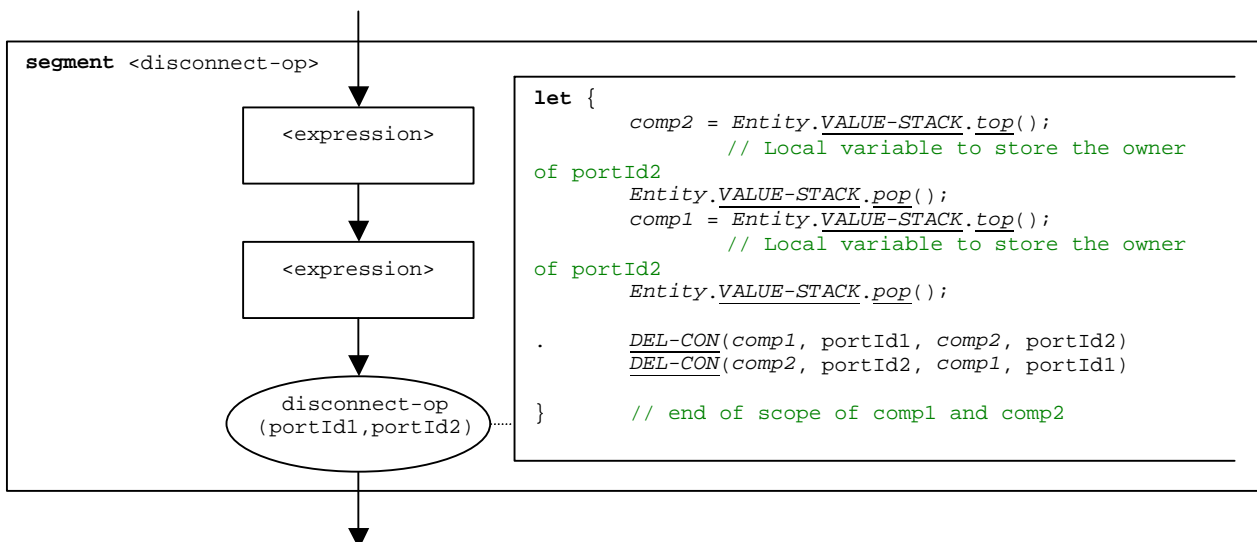 segment <disconnect-op>
<expression>
<expression>
disconnect-op
(portId1,portId2)
let {
comp2 = Entity.VALUE-STACK.top();
// Local variable to store the owner
of portId2
Entity.VALUE-STACK.pop();
comp1 = Entity.VALUE-STACK.top();
// Local variable to store the owner
of portId2
Entity.VALUE-STACK.pop();
. DEL-CON(comp1, portId1, comp2, portId2)
DEL-CON(comp2, portId2, comp1, portId1)
} // end of scope of comp1 and comp2